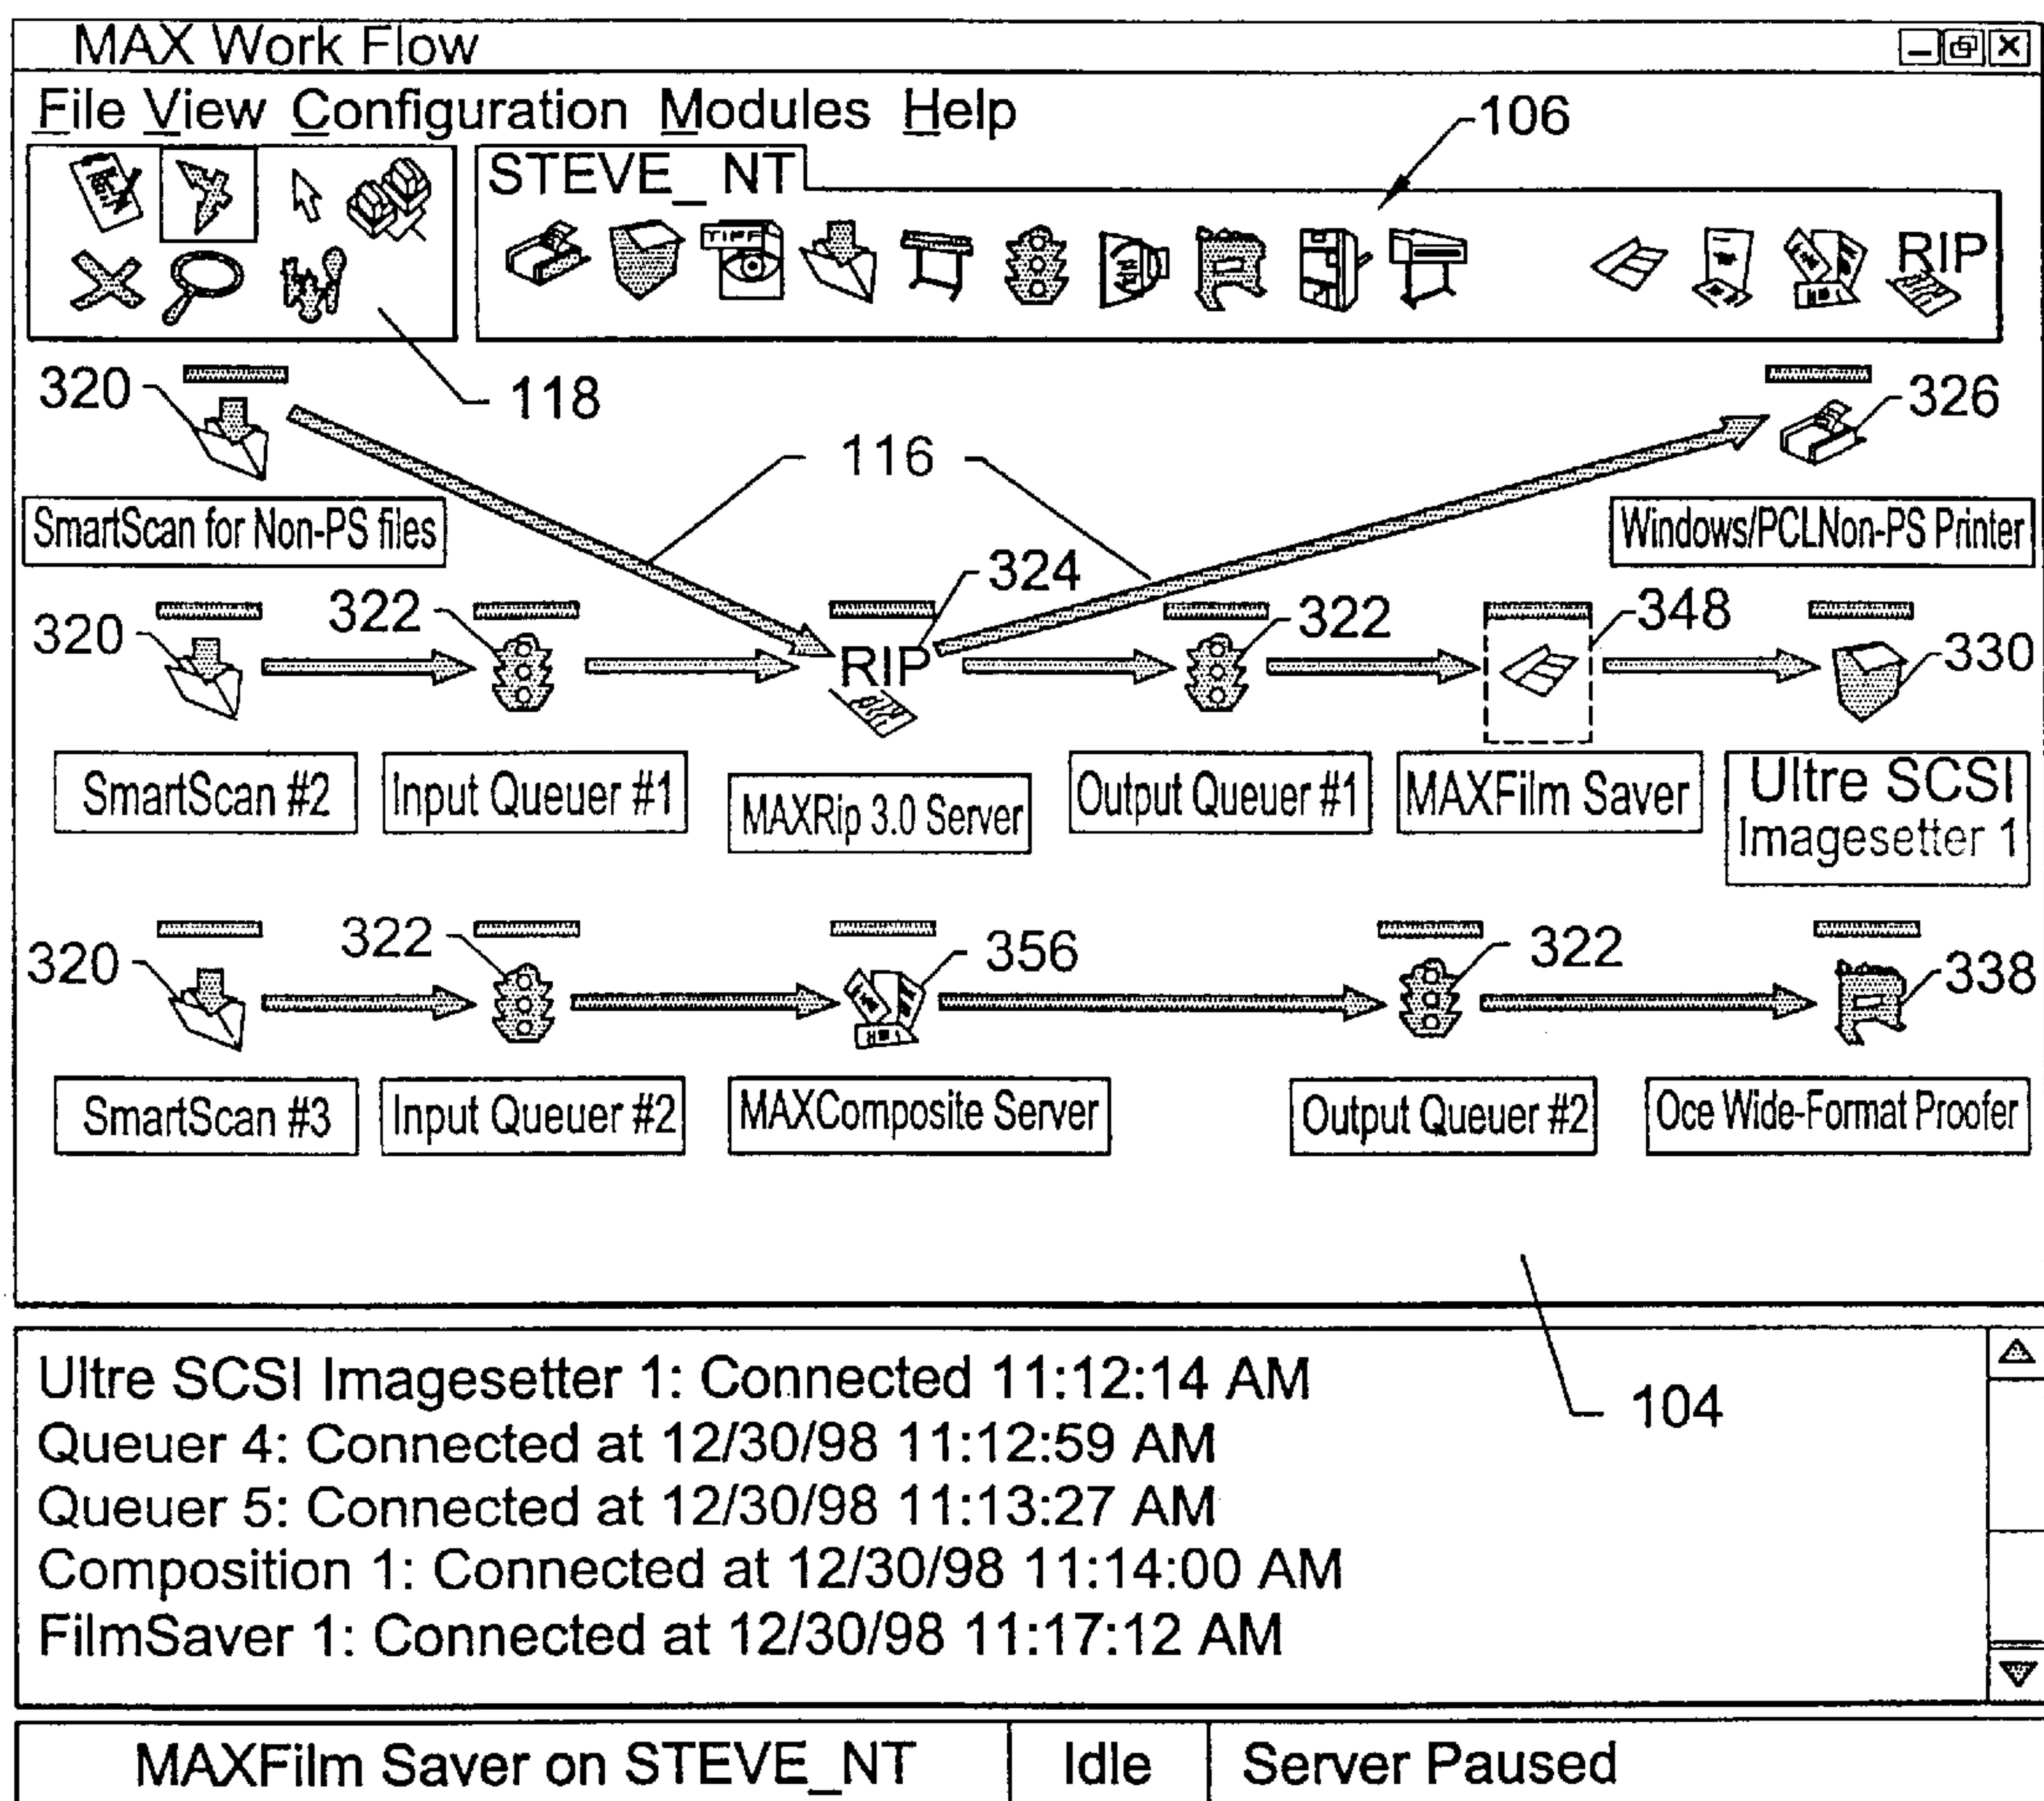 MAX Work Flow
File View Configuration Modules Help
106
STEVE_NT
TIFF
RIP
320
118
116
326
SmartScan for Non-PS files
Windows/PCLNon-PS Printer
324
320
322
RIP
322
348
330
SmartScan #2
Input Queuer #1
MAXRip 3.0 Server
Output Queuer #1
MAXFilm Saver
Ultre SCSI
Imagesetter 1
320
322
356
322
338
SmartScan #3
Input Queuer #2
MAXComposite Server
Output Queuer #2
Oce Wide-Format Proofer
104
Ultre SCSI Imagesetter 1: Connected 11:12:14 AM
Queuer 4: Connected at 12/30/98 11:12:59 AM
Queuer 5: Connected at 12/30/98 11:13:27 AM
Composition 1: Connected at 12/30/98 11:14:00 AM
FilmSaver 1: Connected at 12/30/98 11:17:12 AM
MAXFilm Saver on STEVE_NT
Idle
Server Paused